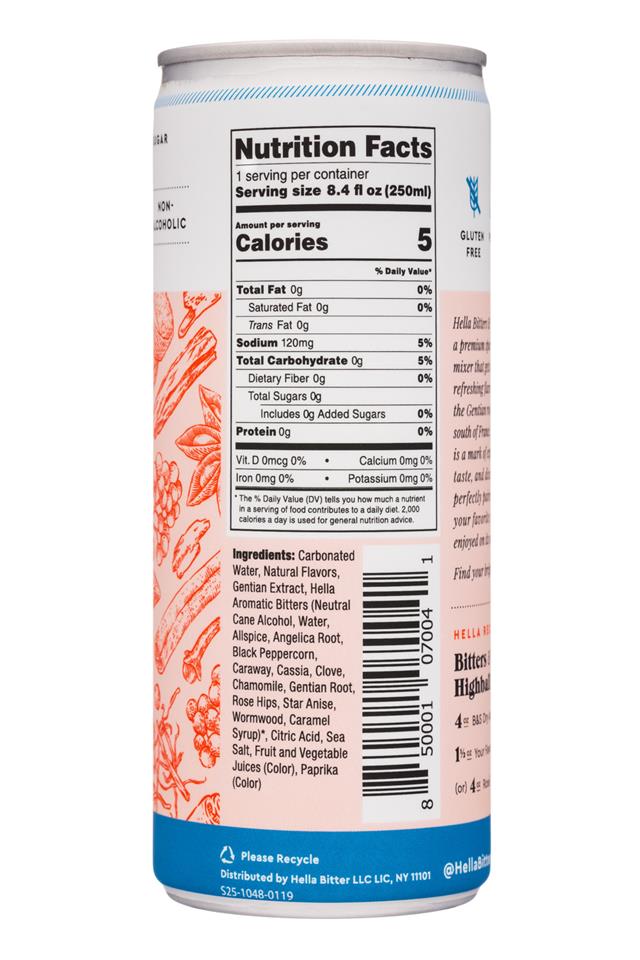 NON-
Nutrition Facts
1 serving per container
Serving size 8.4 fl oz (250ml)
Amount per serving
Calories 5
% Daily Value*
Total Fat 0g 0%
Saturated Fat 0g 0%
Trans Fat 0g
Sodium 120mg 5%
Total Carbohydrate 0g 5%
Dietary Fiber 0g 0%
Total Sugars 0g
Includes 0g Added Sugars 0%
Protein 0g 0%
Vit. D 0mcg 0% • Calcium 0mg 0%
Iron 0mg 0% • Potassium 0mg 0%
* The % Daily Value (DV) tells you how much a nutrient
in a serving of food contributes to a daily diet. 2,000
calories a day is used for general nutrition advice.
Ingredients: Carbonated
Water, Natural Flavors,
Gentian Extract, Hella
Aromatic Bitters (Neutral
Cane Alcohol, Water,
Allspice, Angelica Root,
Black Peppercorn,
Caraway, Cassia, Clove,
Chamomile, Gentian Root,
Rose Hips, Star Anise,
Wormwood, Caramel
Syrup)*, Citric Acid, Sea
Salt, Fruit and Vegetable
Juices (Color), Paprika
(Color)
8 50001 07004 1
GLUTEN
FREE
Hella Bitters
a premium
mixer that
refreshing
the Gentian
south of
is a mark of
taste, and
perfectly
your
enjoyed on
Find your
HELLA
Bitters
4 oz B&S
1½ oz Your
(or) 4 oz
Please Recycle
Distributed by Hella Bitter LLC LIC, NY 11101
S25-1048-0119